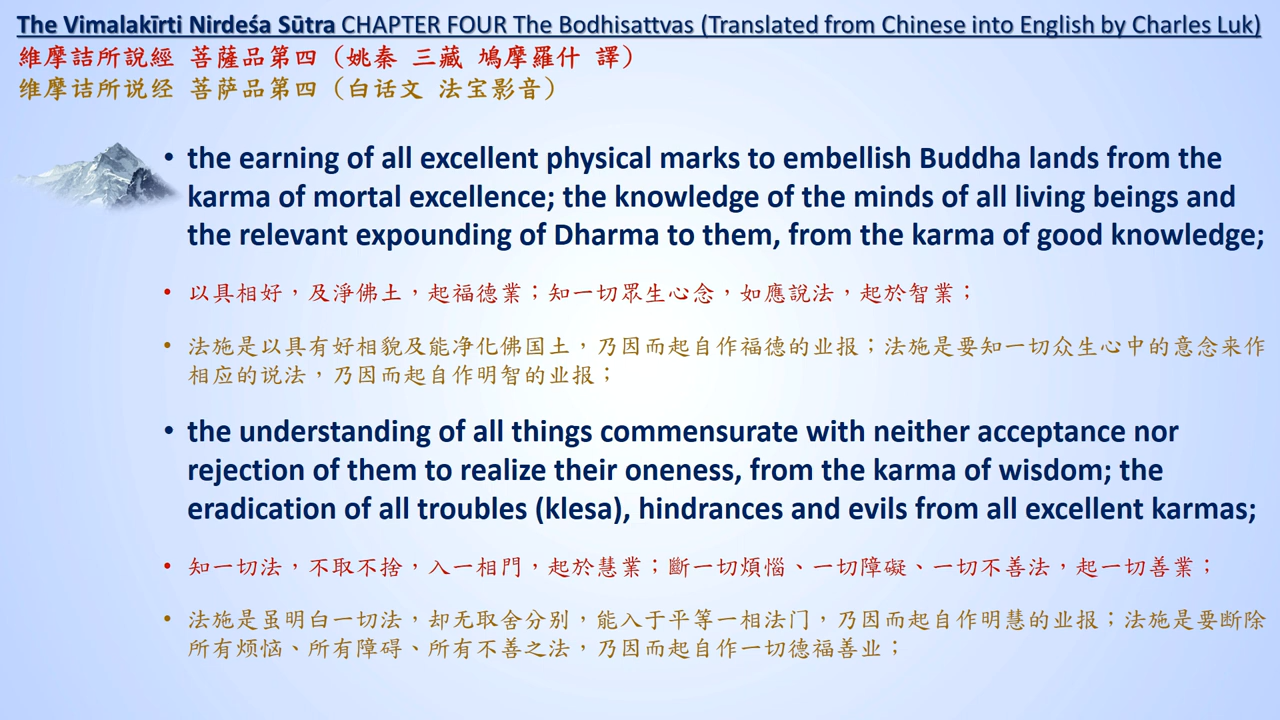 The Vimalakīrti Nirdeśa Sūtra CHAPTER FOUR The Bodhisattvas (Translated from Chinese into English by Charles Luk)
維摩詰所說經 菩薩品第四 (姚秦 三藏 鳩摩羅什 譯)
维摩诘所说经 菩萨品第四 (白话文 法宝影音)
• the earning of all excellent physical marks to embellish Buddha lands from the
karma of mortal excellence; the knowledge of the minds of all living beings and
the relevant expounding of Dharma to them, from the karma of good knowledge;
• 以具相好，及淨佛土，起福德業；知一切眾生心念，如應說法，起於智業；
• 法施是以具有好相貌及能净化佛国土，乃因而起自作福德的业报；法施是要知一切众生心中的意念来作
相应的说法，乃因而起自作明智的业报；
• the understanding of all things commensurate with neither acceptance nor
rejection of them to realize their oneness, from the karma of wisdom; the
eradication of all troubles (klesa), hindrances and evils from all excellent karmas;
• 知一切法，不取不捨，入一相門，起於慧業；斷一切煩惱、一切障礙、一切不善法，起一切善業；
• 法施是虽明白一切法，却无取舍分别，能入于平等一相法门，乃因而起自作明慧的业报；法施是要断除
所有烦恼、所有障碍、所有不善之法，乃因而起自作一切德福善业；